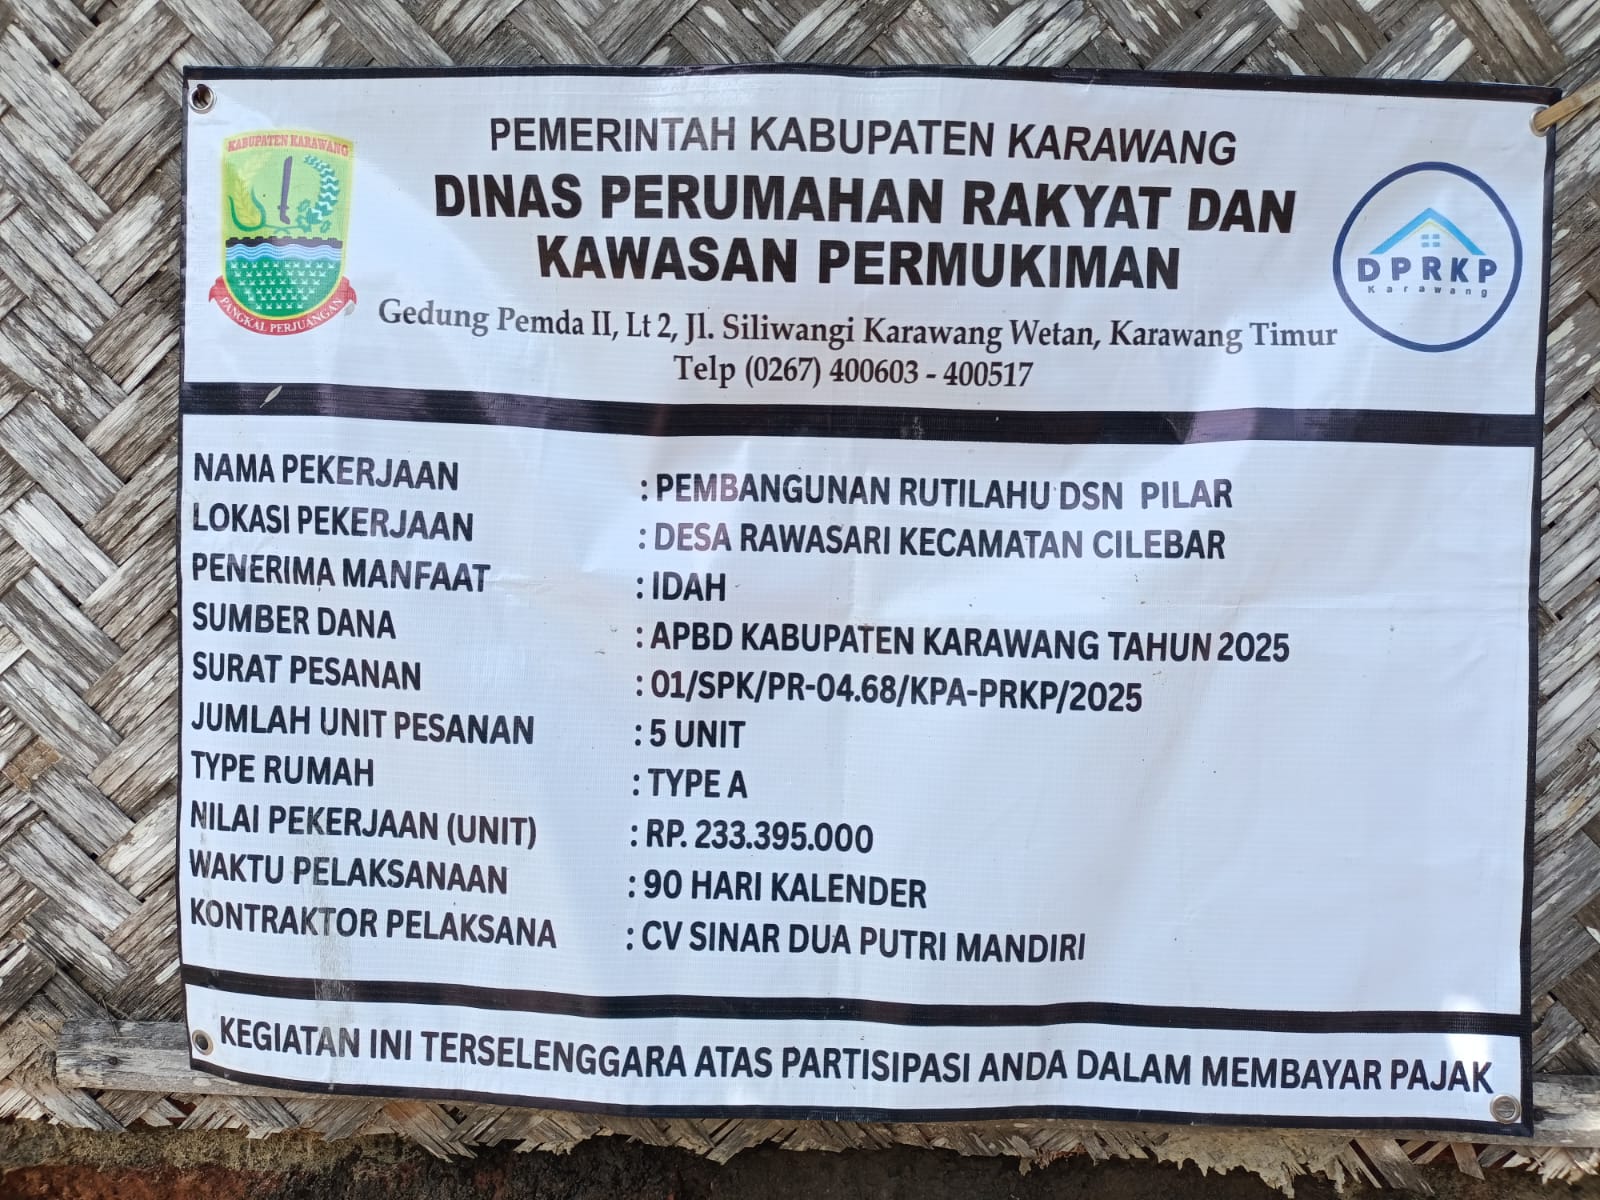 PEMERINTAH KABUPATEN KARAWANG
DINAS PERUMAHAN RAKYAT DAN
KAWASAN PERMUKIMAN
Gedung Pemda II, Lt 2, Jl. Siliwangi Karawang Wetan, Karawang Timur
Telp (0267) 400603 - 400517
KABUPATEN KARAWANG
PANGKAL PERJUANGAN
DPRKP
Karawang
NAMA PEKERJAAN : PEMBANGUNAN RUTILAHU DSN PILAR
LOKASI PEKERJAAN : DESA RAWASARI KECAMATAN CILEBAR
PENERIMA MANFAAT : IDAH
SUMBER DANA : APBD KABUPATEN KARAWANG TAHUN 2025
SURAT PESANAN : 01/SPK/PR-04.68/KPA-PRKP/2025
JUMLAH UNIT PESANAN : 5 UNIT
TYPE RUMAH : TYPE A
NILAI PEKERJAAN (UNIT) : RP. 233.395.000
WAKTU PELAKSANAAN : 90 HARI KALENDER
KONTRAKTOR PELAKSANA : CV SINAR DUA PUTRI MANDIRI
KEGIATAN INI TERSELENGGARA ATAS PARTISIPASI ANDA DALAM MEMBAYAR PAJAK